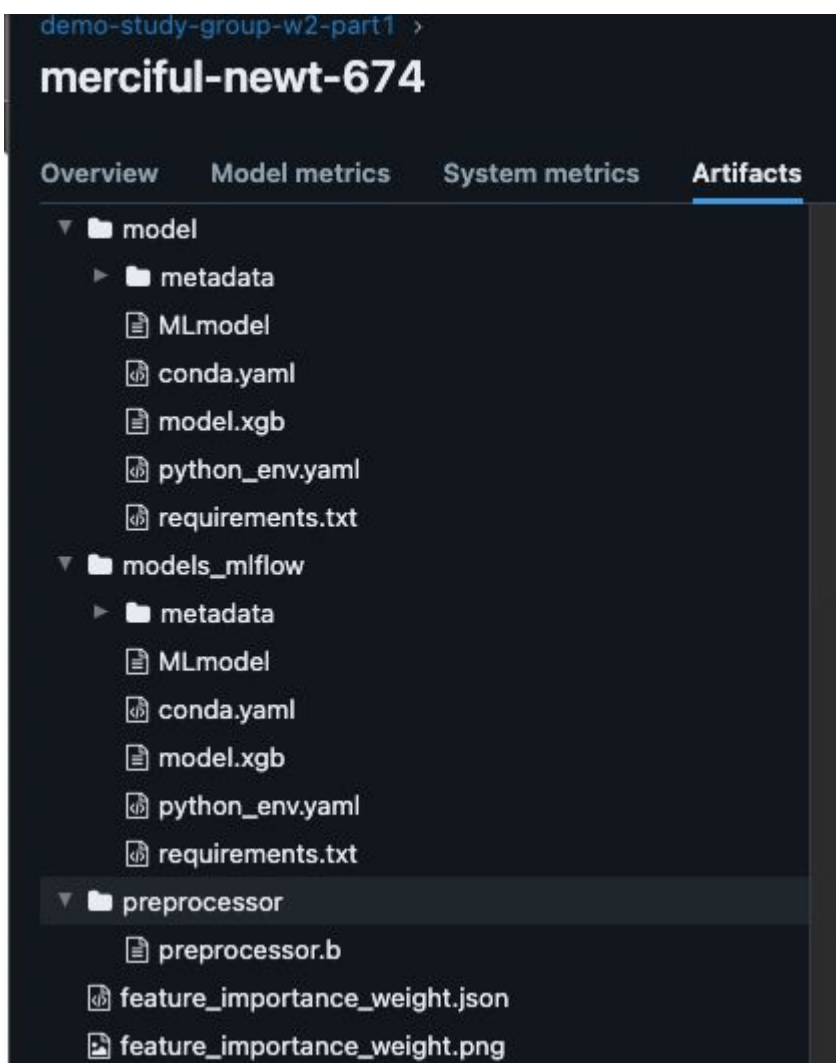 demo-study-group-w2-part1 >
merciful-newt-674
Overview Model metrics System metrics Artifacts
model
metadata
MLmodel
conda.yaml
model.xgb
python_env.yaml
requirements.txt
models_mlflow
metadata
MLmodel
conda.yaml
model.xgb
python_env.yaml
requirements.txt
preprocessor
preprocessor.b
feature_importance_weight.json
feature_importance_weight.png